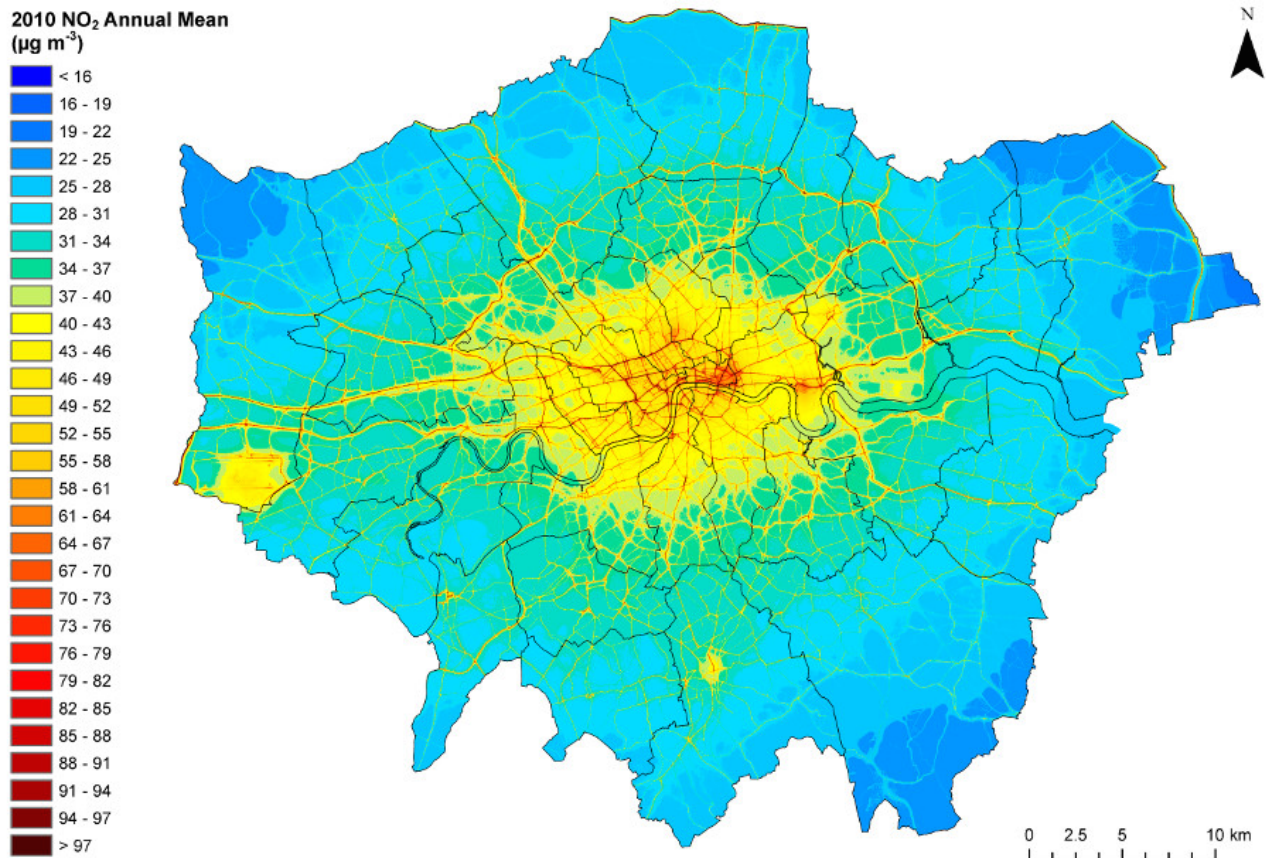 2010 NO₂ Annual Mean
(µg m⁻³)
< 16
16 - 19
19 - 22
22 - 25
25 - 28
28 - 31
31 - 34
34 - 37
37 - 40
40 - 43
43 - 46
46 - 49
49 - 52
52 - 55
55 - 58
58 - 61
61 - 64
64 - 67
67 - 70
70 - 73
73 - 76
76 - 79
79 - 82
82 - 85
85 - 88
88 - 91
91 - 94
94 - 97
> 97
N
0 2.5 5 10 km